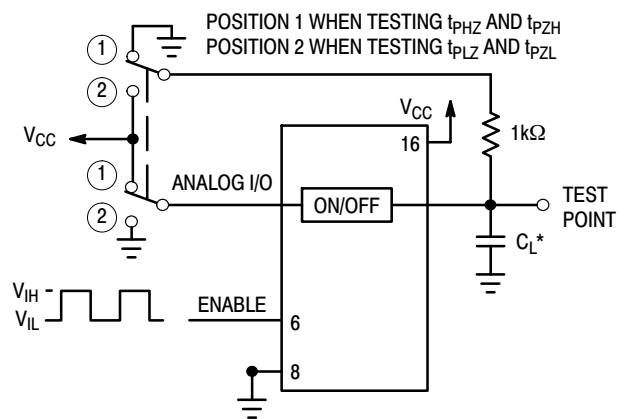 POSITION 1 WHEN TESTING tPHZ AND tPZH
POSITION 2 WHEN TESTING tPLZ AND tPZL
1
2
VCC
VCC
16
1kΩ
1
2
ANALOG I/O
ON/OFF
TEST
POINT
CL*
VIH
VIL
ENABLE
6
8